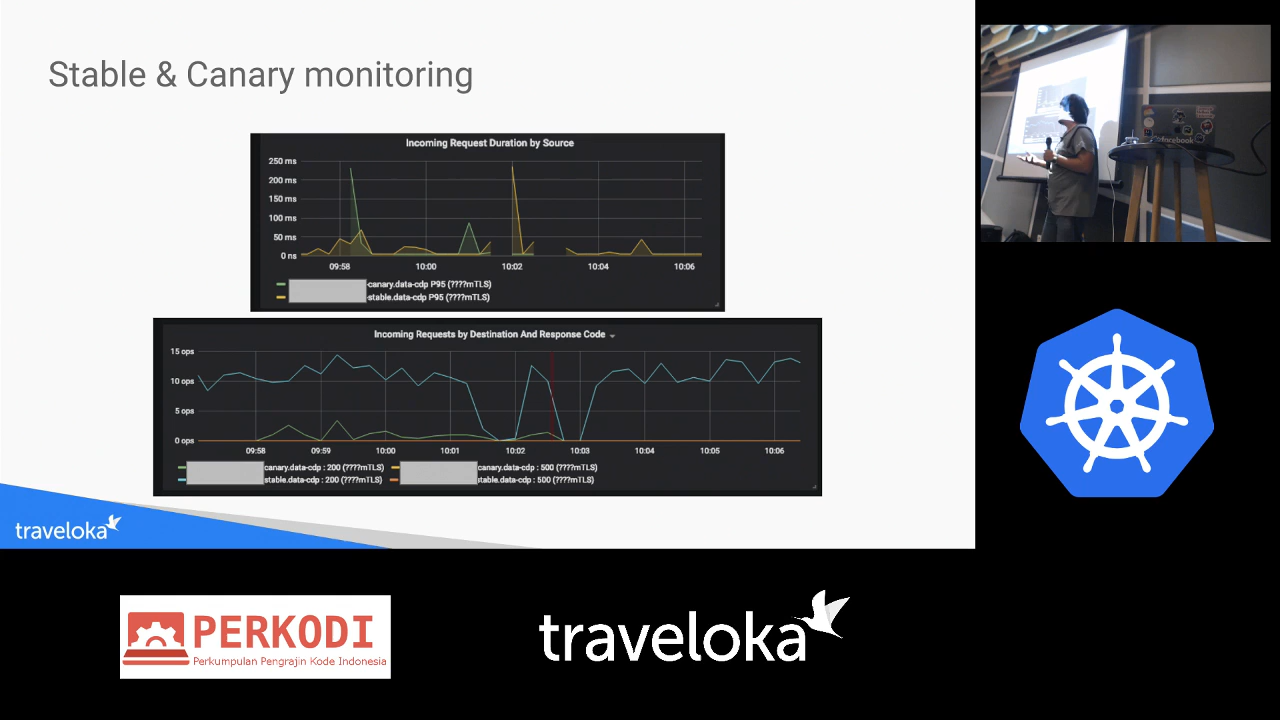 Stable & Canary monitoring
Incoming Request Duration by Source
250 ms
200 ms
150 ms
100 ms
50 ms
0 ns
09:58
10:00
10:02
10:04
10:06
-canary.data-cdp P95 (????mTLS)
-stable.data-cdp P95 (????mTLS)
Incoming Requests by Destination And Response Code
15 ops
10 ops
5 ops
0 ops
09:58
09:59
10:00
10:01
10:02
10:03
10:04
10:05
10:06
canary.data-cdp : 200 (????mTLS)
canary.data-cdp : 500 (????mTLS)
stable.data-cdp : 200 (????mTLS)
stable.data-cdp : 500 (????mTLS)
traveloka
facebook
PERKODI
Perkumpulan Pengrajin Kode Indonesia
traveloka